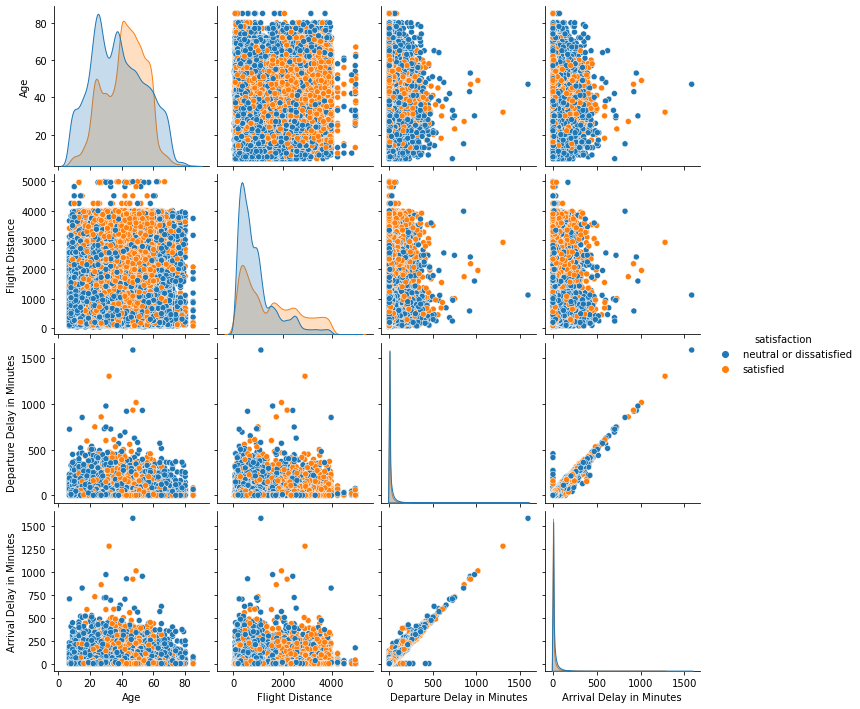 80
60
40
20
Age
5000
4000
3000
2000
1000
0
Flight Distance
satisfaction
neutral or dissatisfied
satisfied
1500
1000
500
0
Departure Delay in Minutes
1500
1250
1000
750
500
250
0
Arrival Delay in Minutes
0 20 40 60 80
0 2000 4000
0 500 1000 1500
0 500 1000 1500
Age
Flight Distance
Departure Delay in Minutes
Arrival Delay in Minutes